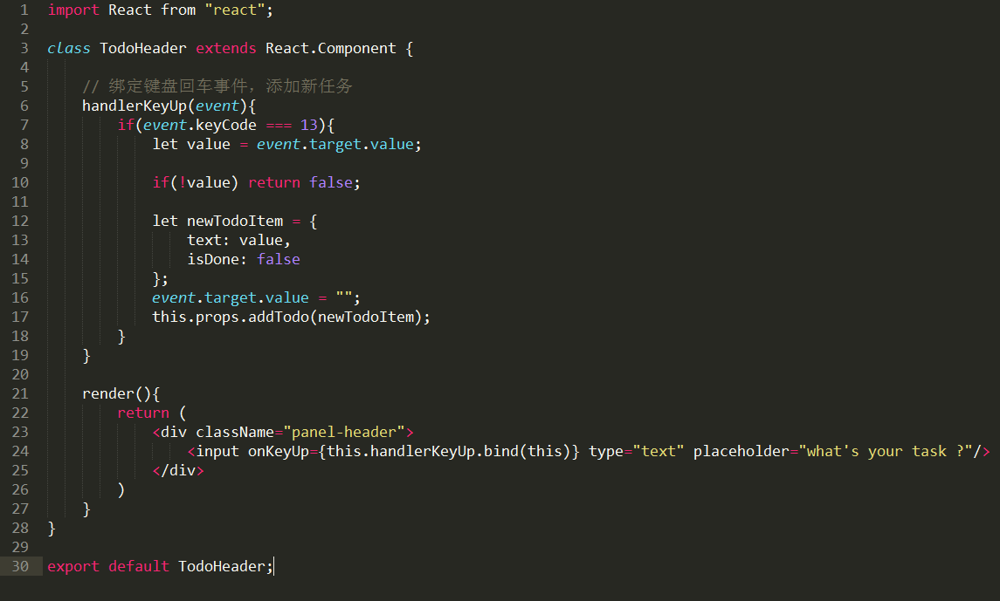 1 import React from "react";
2
3 class TodoHeader extends React.Component {
4
5 // 绑定键盘回车事件，添加新任务
6 handlerKeyUp(event){
7 if(event.keyCode === 13){
8 let value = event.target.value;
9
10 if(!value) return false;
11
12 let newTodoItem = {
13 text: value,
14 isDone: false
15 };
16 event.target.value = "";
17 this.props.addTodo(newTodoItem);
18 }
19 }
20
21 render(){
22 return (
23 <div className="panel-header">
24 <input onKeyUp={this.handlerKeyUp.bind(this)} type="text" placeholder="what's your task ?"/>
25 </div>
26 )
27 }
28 }
29
30 export default TodoHeader;